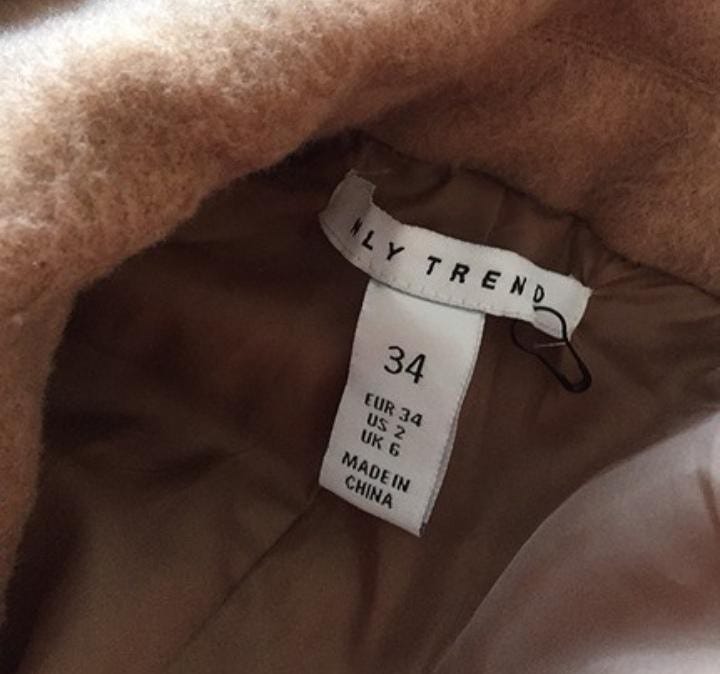 NLY TREND
34
EUR 34
US 2
UK 6
MADE IN
CHINA